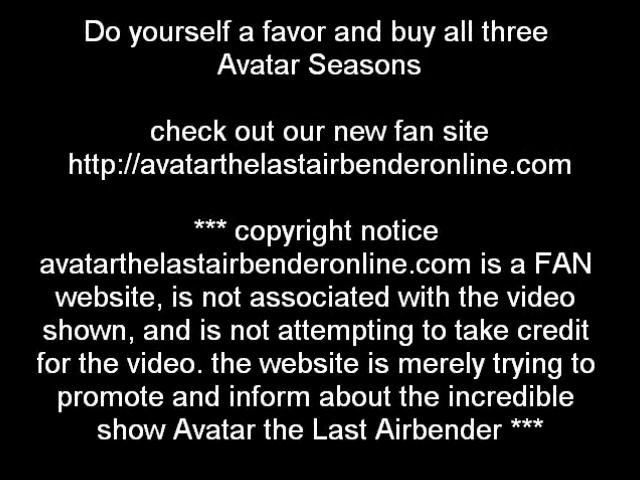 Do yourself a favor and buy all three
Avatar Seasons
check out our new fan site
http://avatarthelastairbenderonline.com
*** copyright notice
avatarthelastairbenderonline.com is a FAN
website, is not associated with the video
shown, and is not attempting to take credit
for the video. the website is merely trying to
promote and inform about the incredible
show Avatar the Last Airbender ***